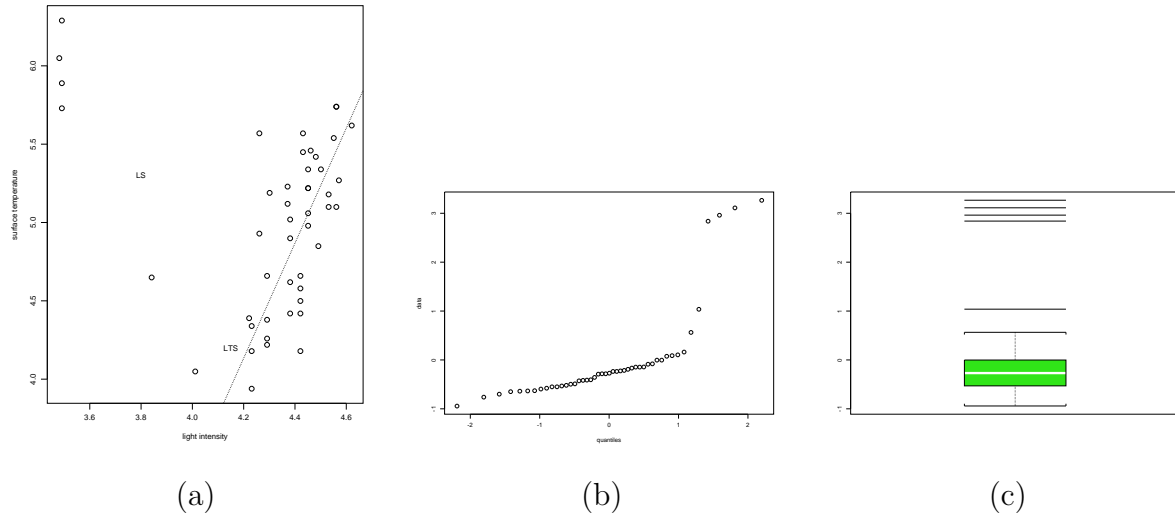 6.0
5.5
5.0
4.5
4.0
surface temperature
LS
LTS
3.6 3.8 4.0 4.2 4.4 4.6
light intensity
3
2
1
0
-1
data
-2 -1 0 1 2
quantiles
3
2
1
0
-1
(a) (b) (c)